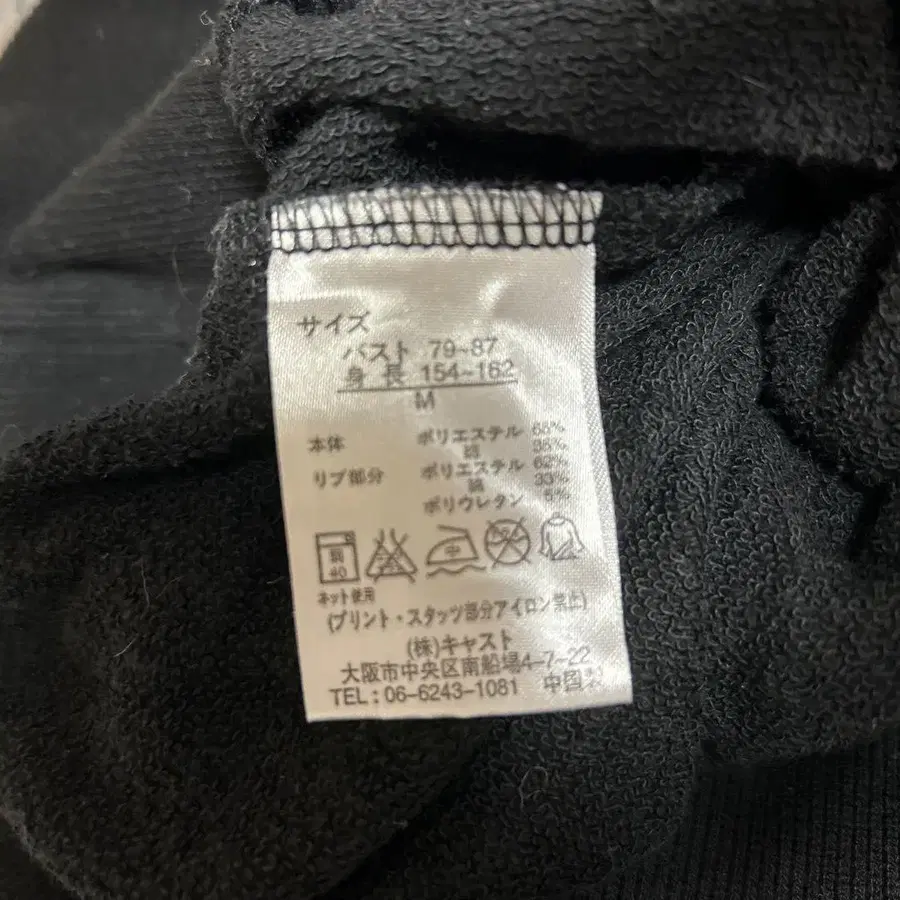 サイズ
バスト 79~87
身長 154~162
M
本体 ポリエステル 65%
綿 35%
リブ部分 ポリエステル 62%
綿 33%
ポリウレタン 5%
弱 40 中
ネット使用
(プリント・スタッツ部分アイロン禁止)
(株)キャスト
大阪市中央区南船場4-7-22
TEL:06-6243-1081 中国製